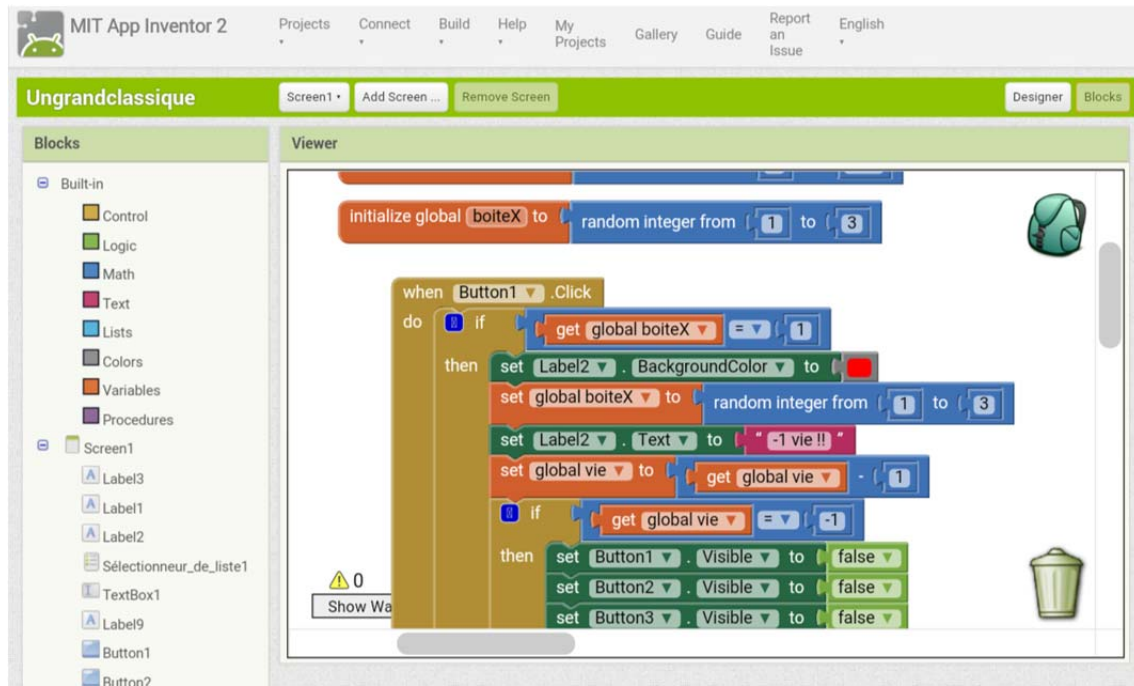 MIT App Inventor 2
Projects
Connect
Build
Help
My Projects
Gallery
Guide
Report an Issue
English
Ungrandclassique
Screen1
Add Screen ...
Remove Screen
Designer
Blocks
Blocks
Built-in
Control
Logic
Math
Text
Lists
Colors
Variables
Procedures
Screen1
Label3
Label1
Label2
Sélectionneur_de_liste1
TextBox1
Label9
Button1
Button2
Viewer
initialize global boiteX to random integer from 1 to 3
when Button1 .Click
do if get global boiteX = 1
then set Label2 . BackgroundColor to
set global boiteX to random integer from 1 to 3
set Label2 . Text to " -1 vie !! "
set global vie to get global vie - 1
if get global vie = -1
then set Button1 . Visible to false
set Button2 . Visible to false
set Button3 . Visible to false
0
Show Wa